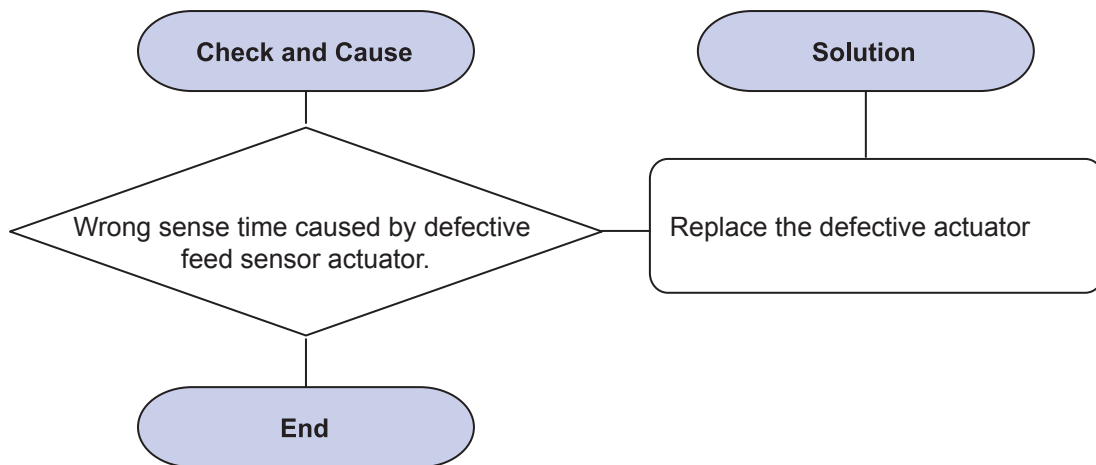 Check and Cause
Solution
Wrong sense time caused by defective
feed sensor actuator.
Replace the defective actuator
End